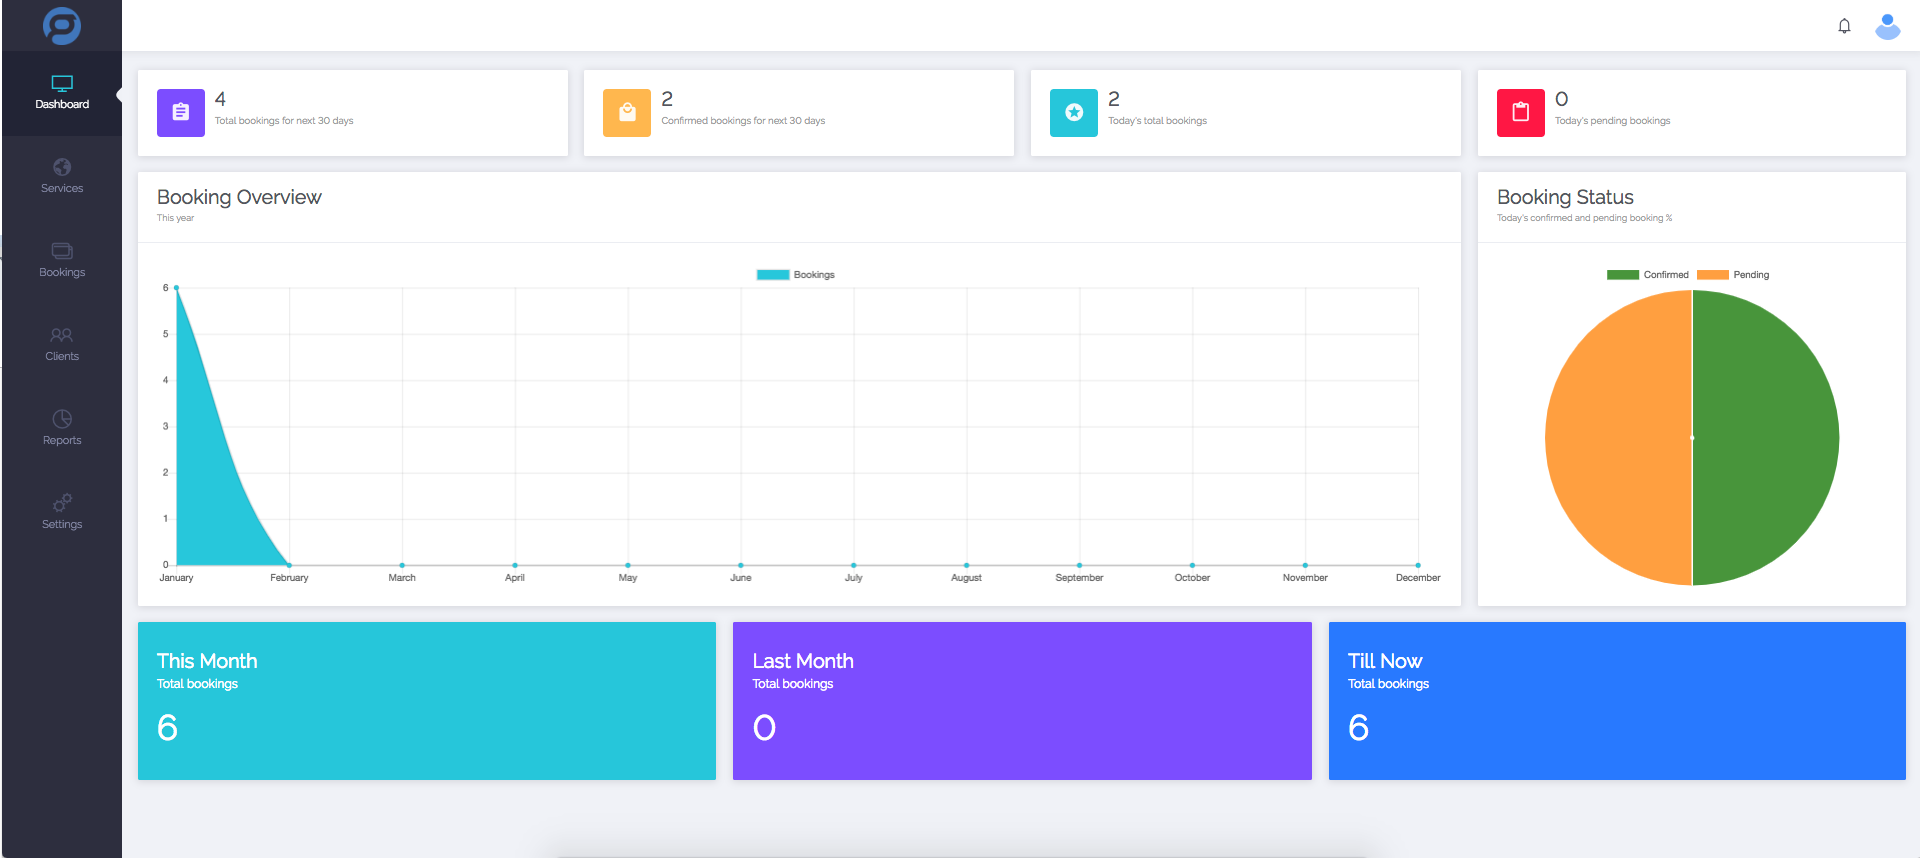 Dashboard
Services
Bookings
Clients
Reports
Settings
4
Total bookings for next 30 days
2
Confirmed bookings for next 30 days
2
Today's total bookings
0
Today's pending bookings
Booking Overview
This year
Bookings
6
5
4
3
2
1
0
January February March April May June July August September October November December
Booking Status
Today's confirmed and pending booking %
Confirmed Pending
This Month
Total bookings
6
Last Month
Total bookings
0
Till Now
Total bookings
6